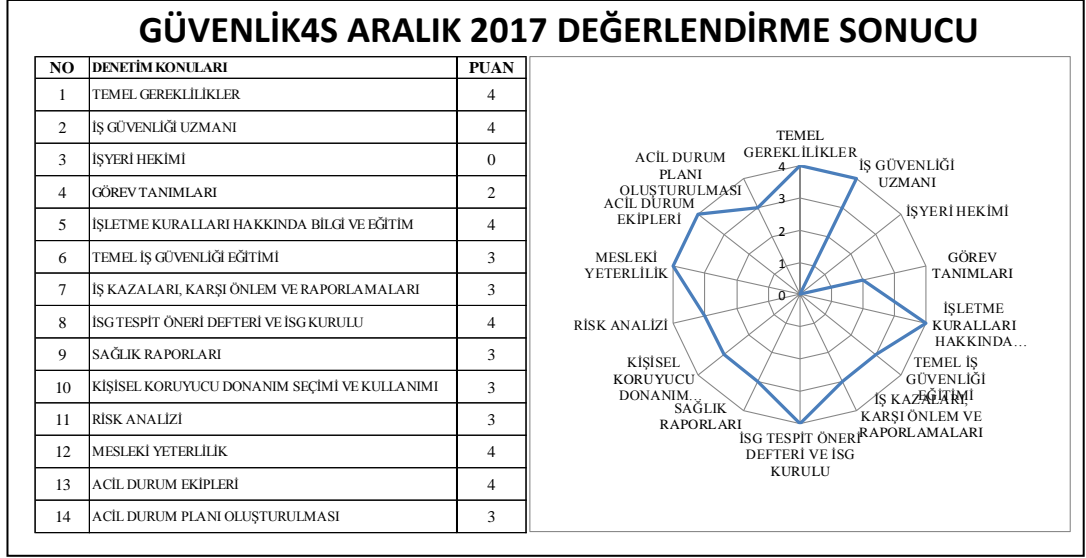 GÜVENLİK4S ARALIK 2017 DEĞERLENDİRME SONUCU
NO DENETİM KONULARI PUAN
1 TEMEL GEREKLİLİKLER 4
2 İŞ GÜVENLİĞİ UZMANI 4
3 İŞYERİ HEKİMİ 0
4 GÖREV TANIMLARI 2
5 İŞLETME KURALLARI HAKKINDA BİLGİ VE EĞİTİM 4
6 TEMEL İŞ GÜVENLİĞİ EĞİTİMİ 3
7 İŞ KAZALARI, KARŞI ÖNLEM VE RAPORLAMALARI 3
8 İSG TESPİT ÖNERİ DEFTERİ VE İSG KURULU 4
9 SAĞLIK RAPORLARI 3
10 KİŞİSEL KORUYUCU DONANIM SEÇİMİ VE KULLANIMI 3
11 RİSK ANALİZİ 3
12 MESLEKİ YETERLİLİK 4
13 ACİL DURUM EKİPLERİ 4
14 ACİL DURUM PLANI OLUŞTURULMASI 3
TEMEL
GEREKLİLİKLER
İŞ GÜVENLİĞİ
UZMANI
İŞYERİ HEKİMİ
GÖREV
TANIMLARI
İŞLETME
KURALLARI
HAKKINDA…
TEMEL İŞ
GÜVENLİĞİ
EĞİTİMİ
İŞ KAZALARI,
KARŞI ÖNLEM VE
RAPORLAMALARI
İSG TESPİT ÖNERİ
DEFTERİ VE İSG
KURULU
SAĞLIK
RAPORLARI
KİŞİSEL
KORUYUCU
DONANIM…
RİSK ANALİZİ
MESLEKİ
YETERLİLİK
ACİL DURUM
EKİPLERİ
ACİL DURUM
PLANI
OLUŞTURULMASI
4
3
2
1
0